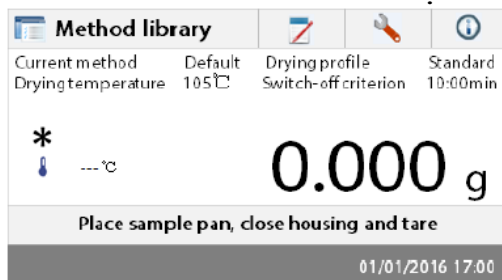 Method library
Current method Default Drying profile Standard
Drying temperature 105℃ Switch-off criterion 10:00min
*
--- ℃
0.000 g
Place sample pan, close housing and tare
01/01/2016 17:00